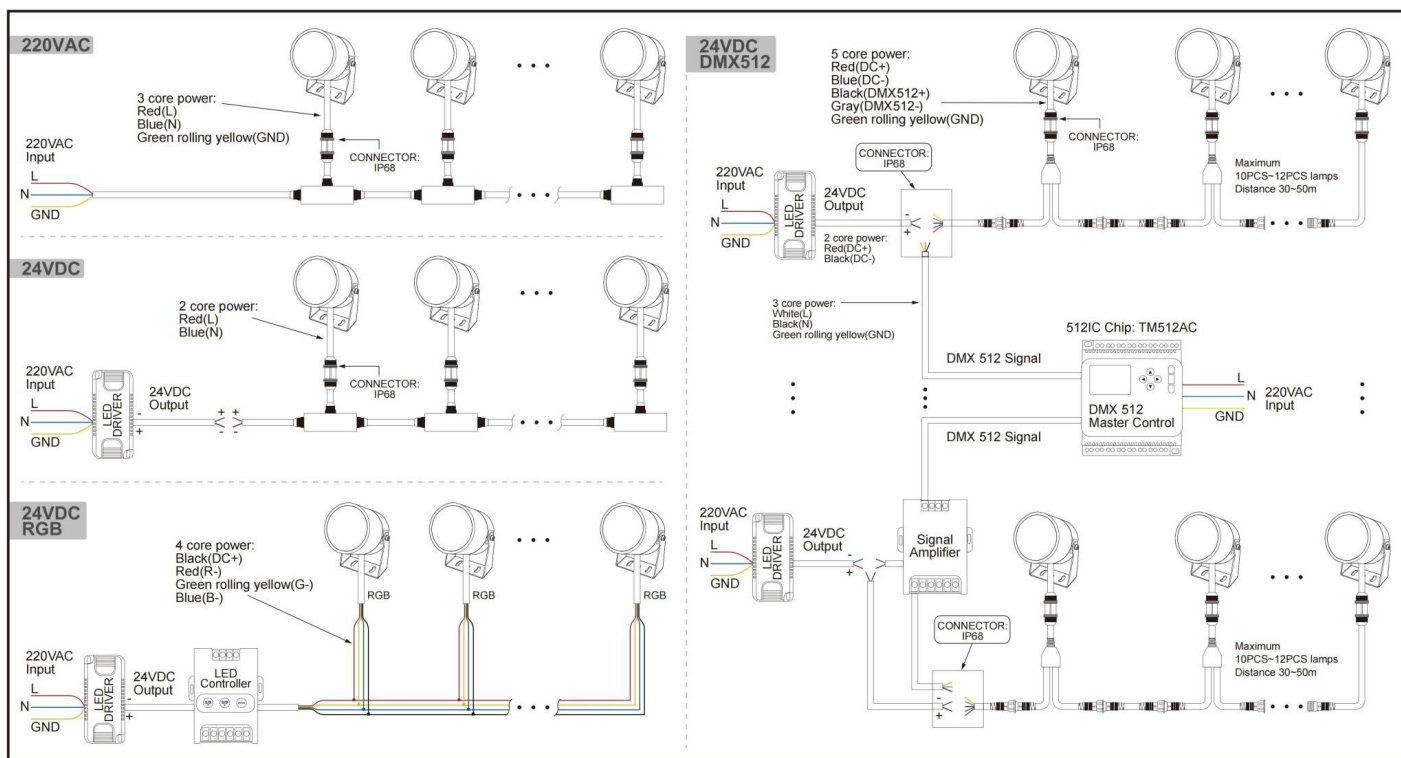 220VAC
3 core power:
Red(L)
Blue(N)
Green rolling yellow(GND)
CONNECTOR:
IP68
220VAC
Input
L
N
GND
24VDC
2 core power:
Red(L)
Blue(N)
CONNECTOR:
IP68
220VAC
Input
L
N
GND
LED
DRIVER
24VDC
Output
-
+
+ +
- -
24VDC
RGB
4 core power:
Black(DC+)
Red(R-)
Green rolling yellow(G-)
Blue(B-)
RGB
RGB
RGB
220VAC
Input
L
N
GND
LED
DRIVER
24VDC
Output
-
+
LED
Controller
24VDC
DMX512
5 core power:
Red(DC+)
Blue(DC-)
Black(DMX512+)
Gray(DMX512-)
Green rolling yellow(GND)
CONNECTOR:
IP68
CONNECTOR:
IP68
Maximum
10PCS~12PCS lamps
Distance 30~50m
220VAC
Input
L
N
GND
LED
DRIVER
24VDC
Output
-
+
2 core power:
Red(DC+)
Black(DC-)
3 core power:
White(L)
Black(N)
Green rolling yellow(GND)
512IC Chip: TM512AC
DMX 512 Signal
DMX 512
Master Control
L
N
GND
220VAC
Input
DMX 512 Signal
220VAC
Input
L
N
GND
LED
DRIVER
24VDC
Output
-
+
Signal
Amplifier
CONNECTOR:
IP68
-
+
Maximum
10PCS~12PCS lamps
Distance 30~50m